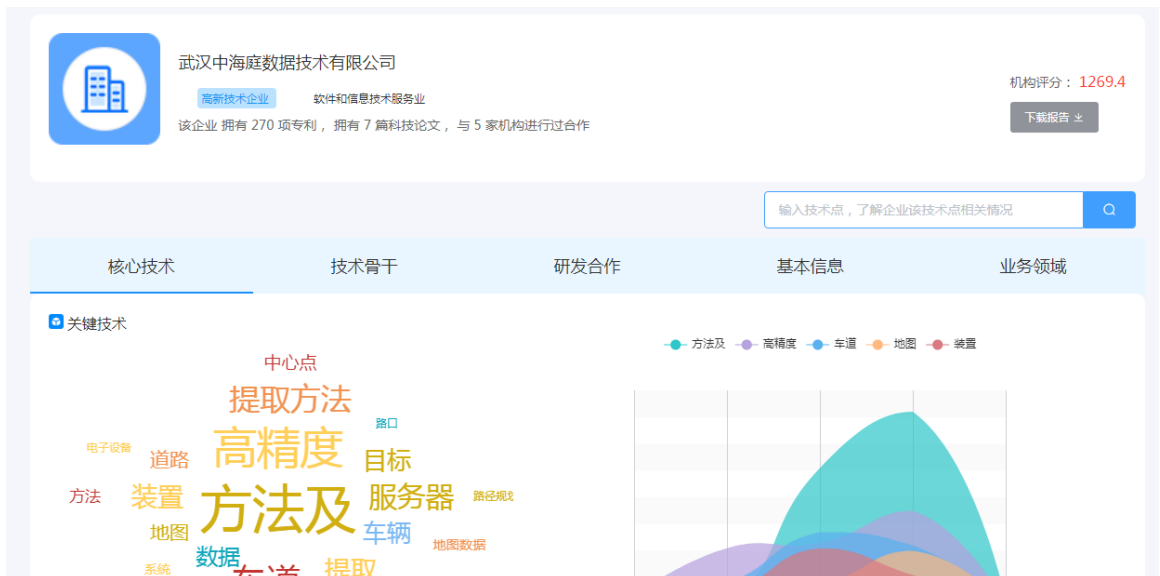 武汉中海庭数据技术有限公司
高新技术企业 软件和信息技术服务业
该企业 拥有 270 项专利 ，拥有 7 篇科技论文 ，与 5 家机构进行过合作
机构评分： 1269.4
下载报告
输入技术点，了解企业该技术点相关情况
核心技术 技术骨干 研发合作 基本信息 业务领域
关键技术
方法及 高精度 车道 地图 装置
中心点
提取方法
路口
电子设备 道路 高精度 目标
方法 装置 方法及 服务器 路径规划
地图 车辆
数据 地图数据
系统 车道 提取